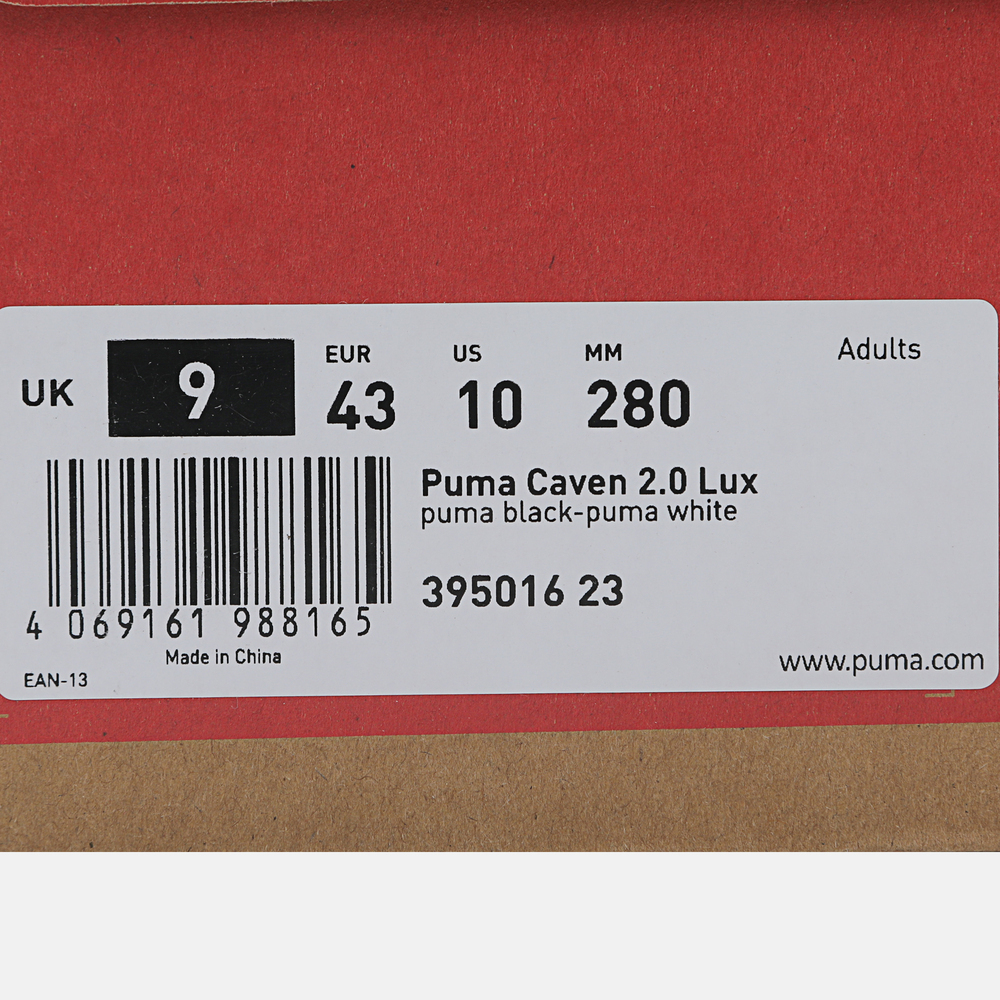 UK 9 EUR 43 US 10 MM 280 Adults
Puma Caven 2.0 Lux
puma black-puma white
395016 23
4 069161 988165
Made in China
EAN-13
www.puma.com